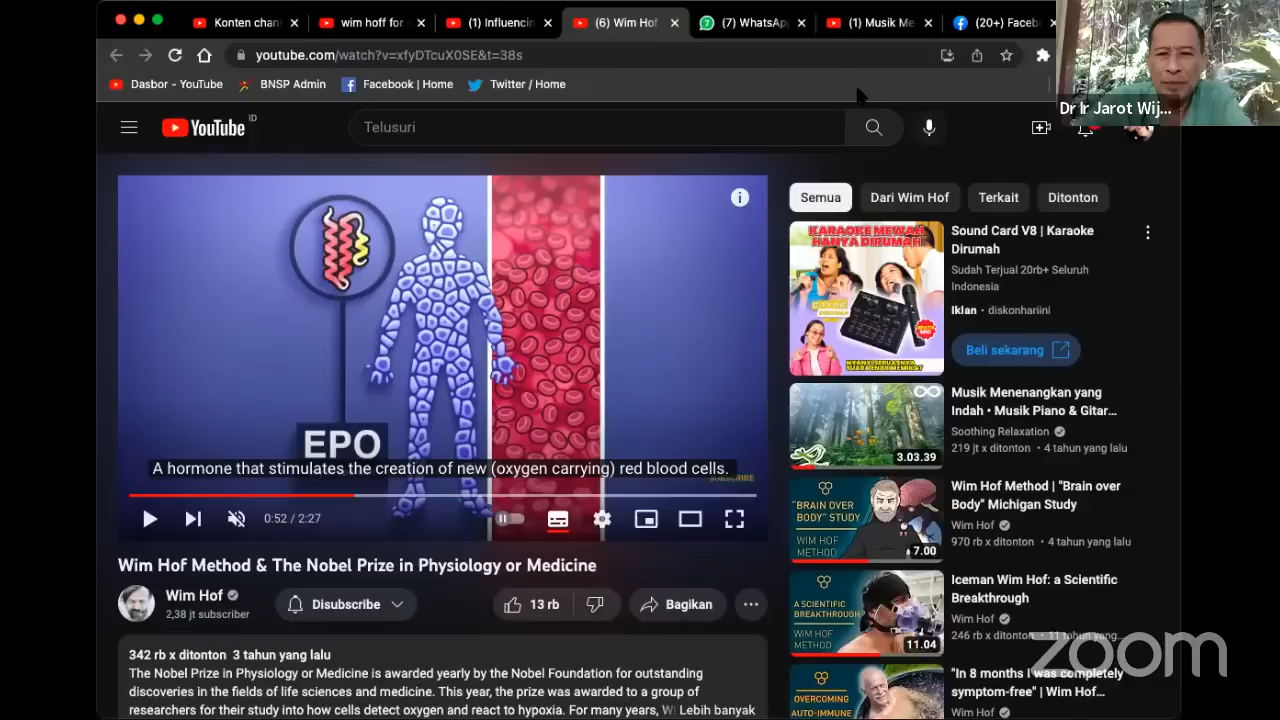 Konten chan
wim hoff for
(1) Influencin
(6) Wim Hof
(7) WhatsAp
(1) Musik Me
(20+) Faceb
youtube.com/watch?v=xfyDTcuX0SE&t=38s
Dasbor - YouTube
BNSP Admin
Facebook | Home
Twitter / Home
Dr Ir Jarot Wij...
YouTube ID
Telusuri
EPO
A hormone that stimulates the creation of new (oxygen carrying) red blood cells.
SUBSCRIBE
0:52 / 2:27
Wim Hof Method & The Nobel Prize in Physiology or Medicine
Wim Hof
2,38 jt subscriber
Disubscribe
13 rb
Bagikan
342 rb x ditonton 3 tahun yang lalu
The Nobel Prize in Physiology or Medicine is awarded yearly by the Nobel Foundation for outstanding
discoveries in the fields of life sciences and medicine. This year, the prize was awarded to a group of
researchers for their study into how cells detect oxygen and react to hypoxia. For many years, Wi Lebih banyak
Semua
Dari Wim Hof
Terkait
Ditonton
KARAOKE MEWAH
HANYA DIRUMAH
Sound Card V8 | Karaoke
Dirumah
Sudah Terjual 20rb+ Seluruh
Indonesia
Iklan • diskonhariini
Beli sekarang
3.03.39
Musik Menenangkan yang
Indah • Musik Piano & Gitar...
Soothing Relaxation
219 jt x ditonton • 4 tahun yang lalu
"BRAIN OVER
BODY" STUDY
WIM HOF
METHOD
7.00
Wim Hof Method | "Brain over
Body" Michigan Study
Wim Hof
970 rb x ditonton • 4 tahun yang lalu
A SCIENTIFIC
BREAKTHROUGH
WIM HOF
METHOD
11.04
Iceman Wim Hof: a Scientific
Breakthrough
Wim Hof
246 rb x ditonton • 11 tahun yang...
zoom
OVERCOMING
AUTO-IMMUNE
"In 8 months I was completely
symptom-free" | Wim Hof...
Wim Hof